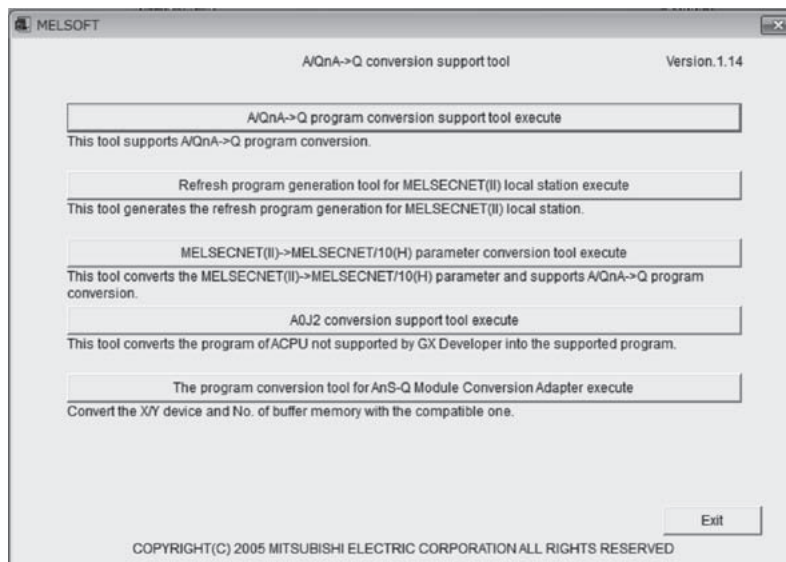 MELSOFT
A/QnA->Q conversion support tool
Version.1.14
A/QnA->Q program conversion support tool execute
This tool supports A/QnA->Q program conversion.
Refresh program generation tool for MELSECNET(II) local station execute
This tool generates the refresh program generation for MELSECNET(II) local station.
MELSECNET(II)->MELSECNET/10(H) parameter conversion tool execute
This tool converts the MELSECNET(II)->MELSECNET/10(H) parameter and supports A/QnA->Q program
conversion.
A0J2 conversion support tool execute
This tool converts the program of ACPU not supported by GX Developer into the supported program.
The program conversion tool for AnS-Q Module Conversion Adapter execute
Convert the X/Y device and No. of buffer memory with the compatible one.
Exit
COPYRIGHT(C) 2005 MITSUBISHI ELECTRIC CORPORATION ALL RIGHTS RESERVED